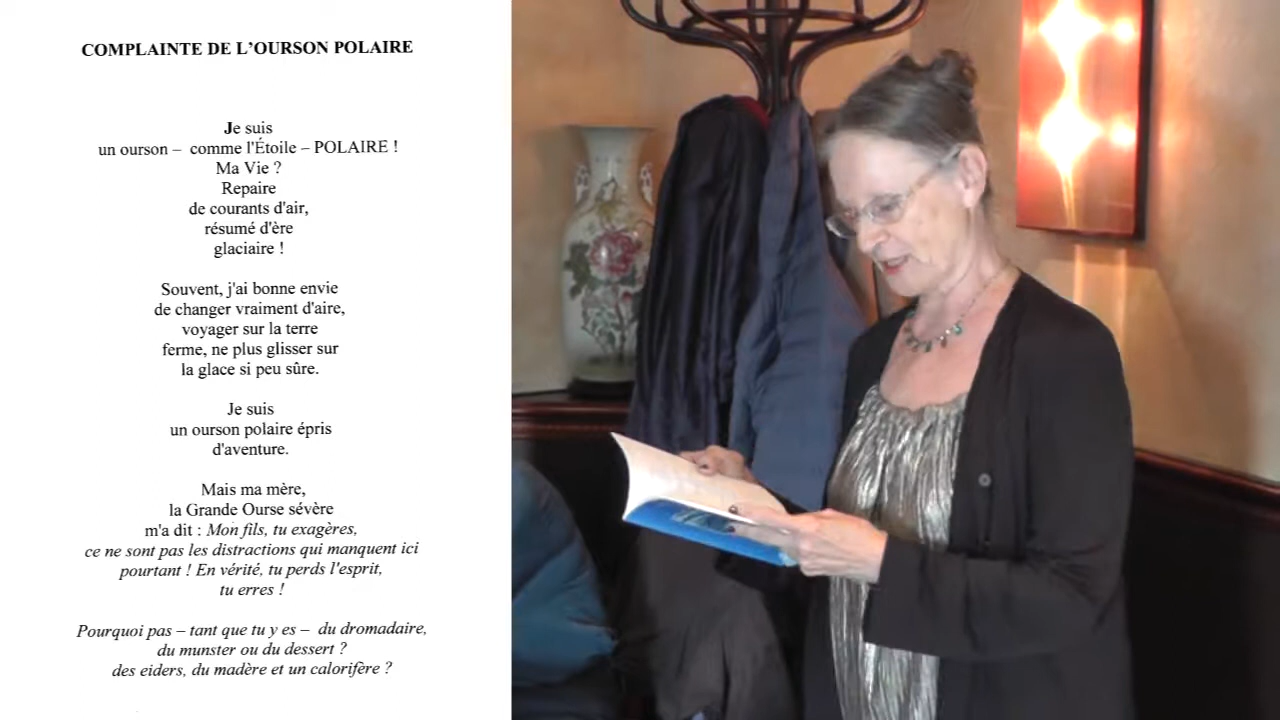 COMPLAINTE DE L'OURSON POLAIRE
Je suis
un ourson – comme l'Étoile – POLAIRE !
Ma Vie ?
Repaire
de courants d'air,
résumé d'ère
glaciaire !
Souvent, j'ai bonne envie
de changer vraiment d'aire,
voyager sur la terre
ferme, ne plus glisser sur
la glace si peu sûre.
Je suis
un ourson polaire épris
d'aventure.
Mais ma mère,
la Grande Ourse sévère
m'a dit : Mon fils, tu exagères,
ce ne sont pas les distractions qui manquent ici
pourtant ! En vérité, tu perds l'esprit,
tu erres !
Pourquoi pas – tant que tu y es – du dromadaire,
du munster ou du dessert ?
des eiders, du madère et un calorifère ?